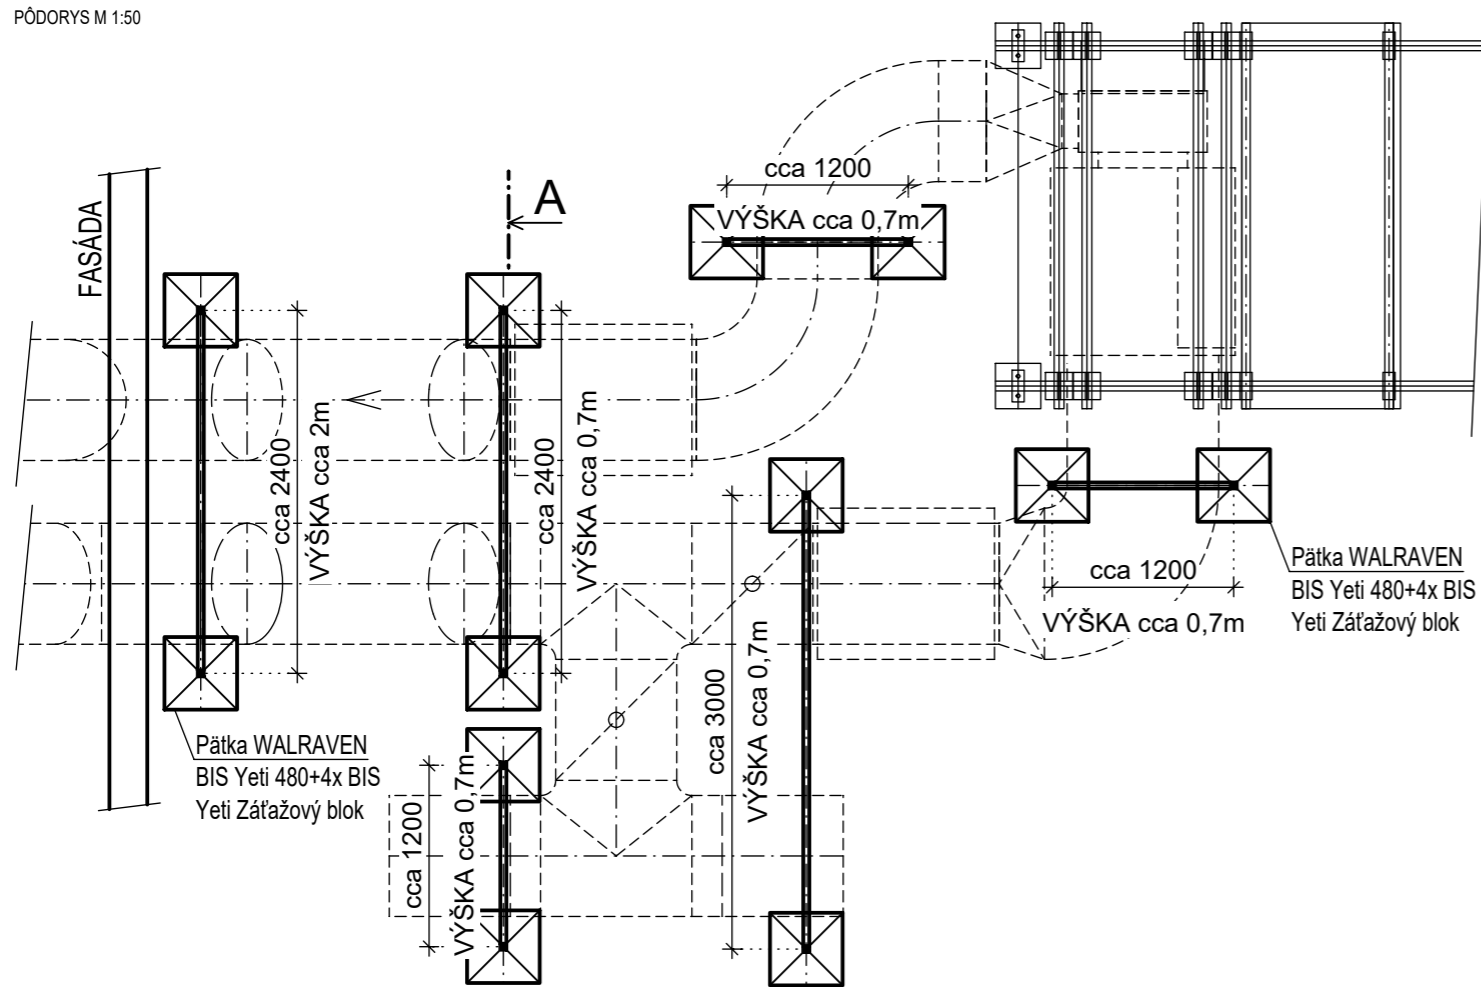 PÔDORYS M 1:50
FASÁDA
A
cca 1200
VÝŠKA cca 0,7m
cca 2400
VÝŠKA cca 2m
cca 2400
VÝŠKA cca 0,7m
cca 3000
VÝŠKA cca 0,7m
cca 1200
VÝŠKA cca 0,7m
Pätka WALRAVEN
BIS Yeti 480+4x BIS
Yeti Záťažový blok
Pätka WALRAVEN
BIS Yeti 480+4x BIS
Yeti Záťažový blok
cca 1200
VÝŠKA cca 0,7m